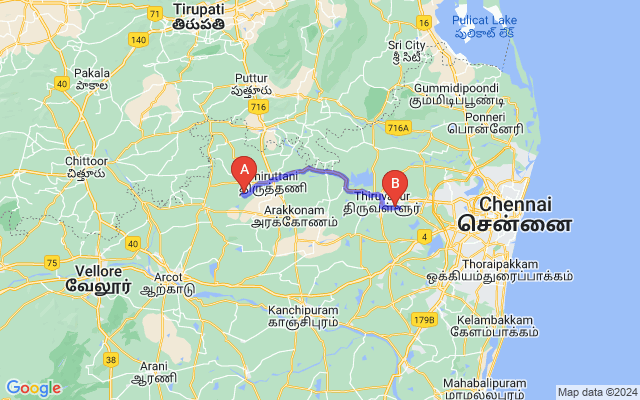 Tirupati
తిరుపతి
Pulicat Lake
పులికాట్ లేక్
71
Sri City
శ్రీ సిటీ
140
Pakala
పాకాల
40
Puttur
పుత్తూరు
Gummidipoondi
கும்மிடிப்பூண்டி
716
Ponneri
பொன்னேரி
716A
Chittoor
చిత్తూరు
A
Thiruttani
திருத்தணி
B
Thiruvallur
திருவள்ளூர்
Arakkonam
அரக்கோணம்
Chennai
சென்னை
40
4
75
Vellore
வேலூர்
Arcot
ஆற்காடு
Thoraipakkam
ஒக்கியம்துரைப்பாக்கம்
Kanchipuram
காஞ்சிபுரம்
179B
Kelambakkam
கேளம்பாக்கம்
38
Arani
ஆரணி
Mahabalipuram
மாமல்லபுரம்
Google
Map data ©2024